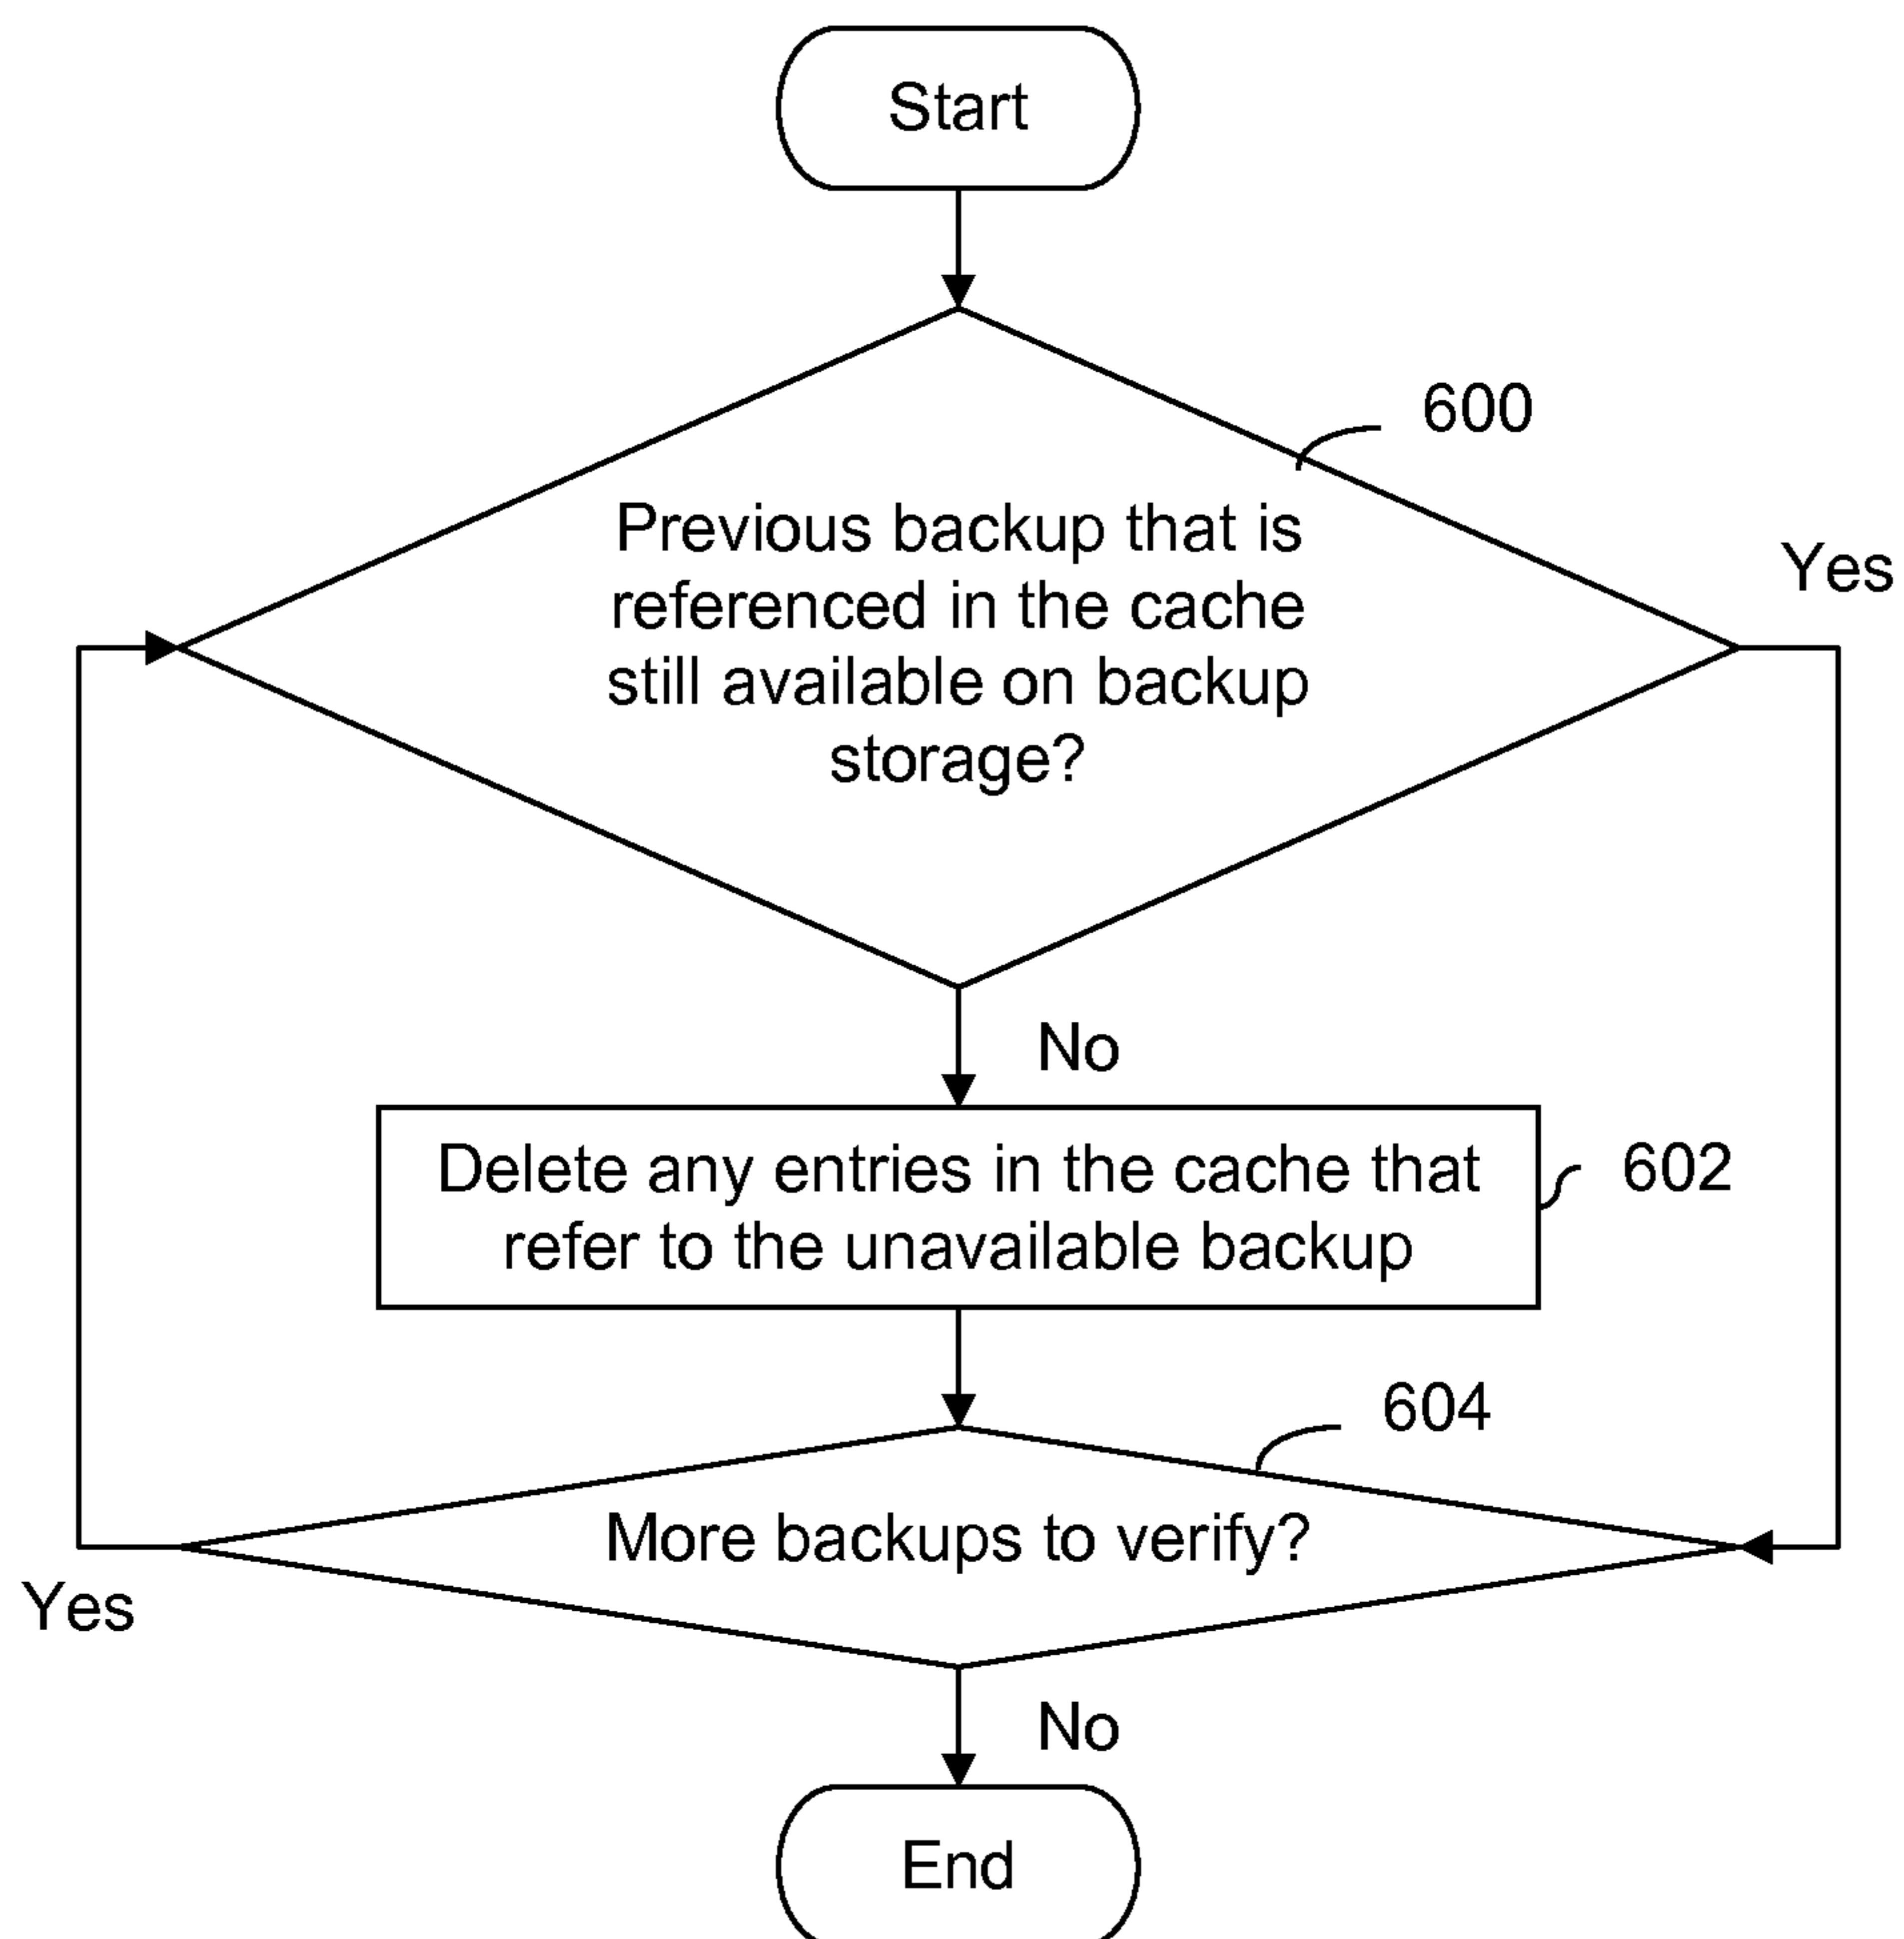 Start
600
Previous backup that is
referenced in the cache
still available on backup
storage?
Yes
No
Delete any entries in the cache that
refer to the unavailable backup
602
604
More backups to verify?
Yes
No
End